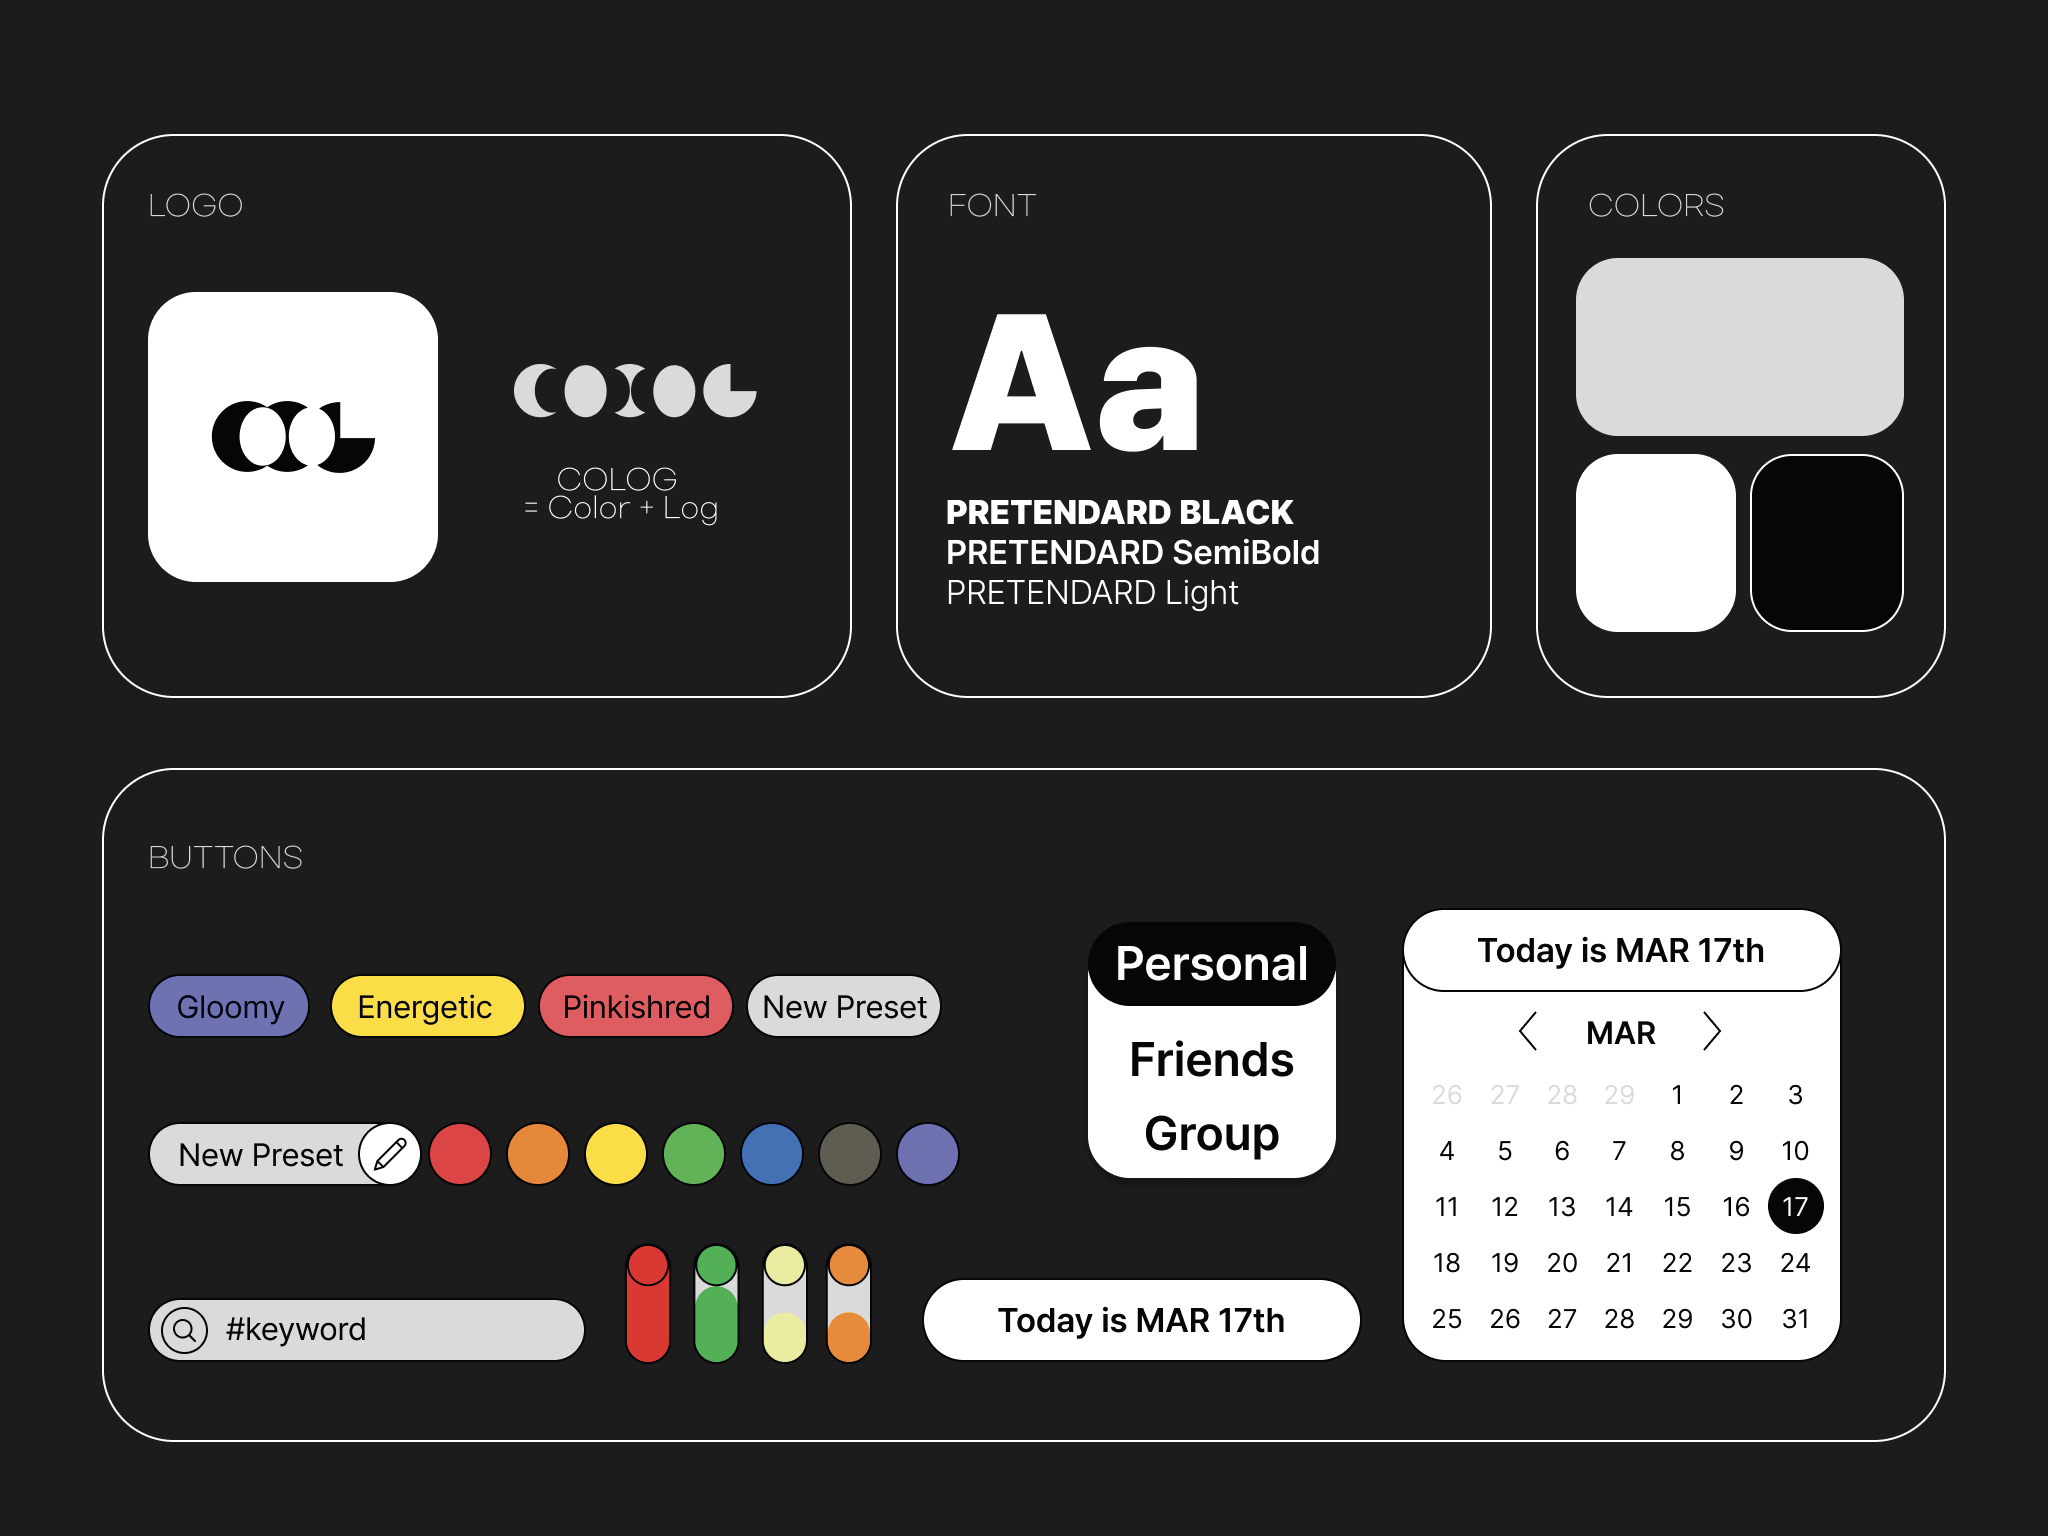 LOGO
COLOG
COLOG
= Color + Log
FONT
Aa
PRETENDARD BLACK
PRETENDARD SemiBold
PRETENDARD Light
COLORS
BUTTONS
Gloomy
Energetic
Pinkishred
New Preset
New Preset
#keyword
Personal
Friends
Group
Today is MAR 17th
Today is MAR 17th
MAR
26 27 28 29 1 2 3
4 5 6 7 8 9 10
11 12 13 14 15 16 17
18 19 20 21 22 23 24
25 26 27 28 29 30 31